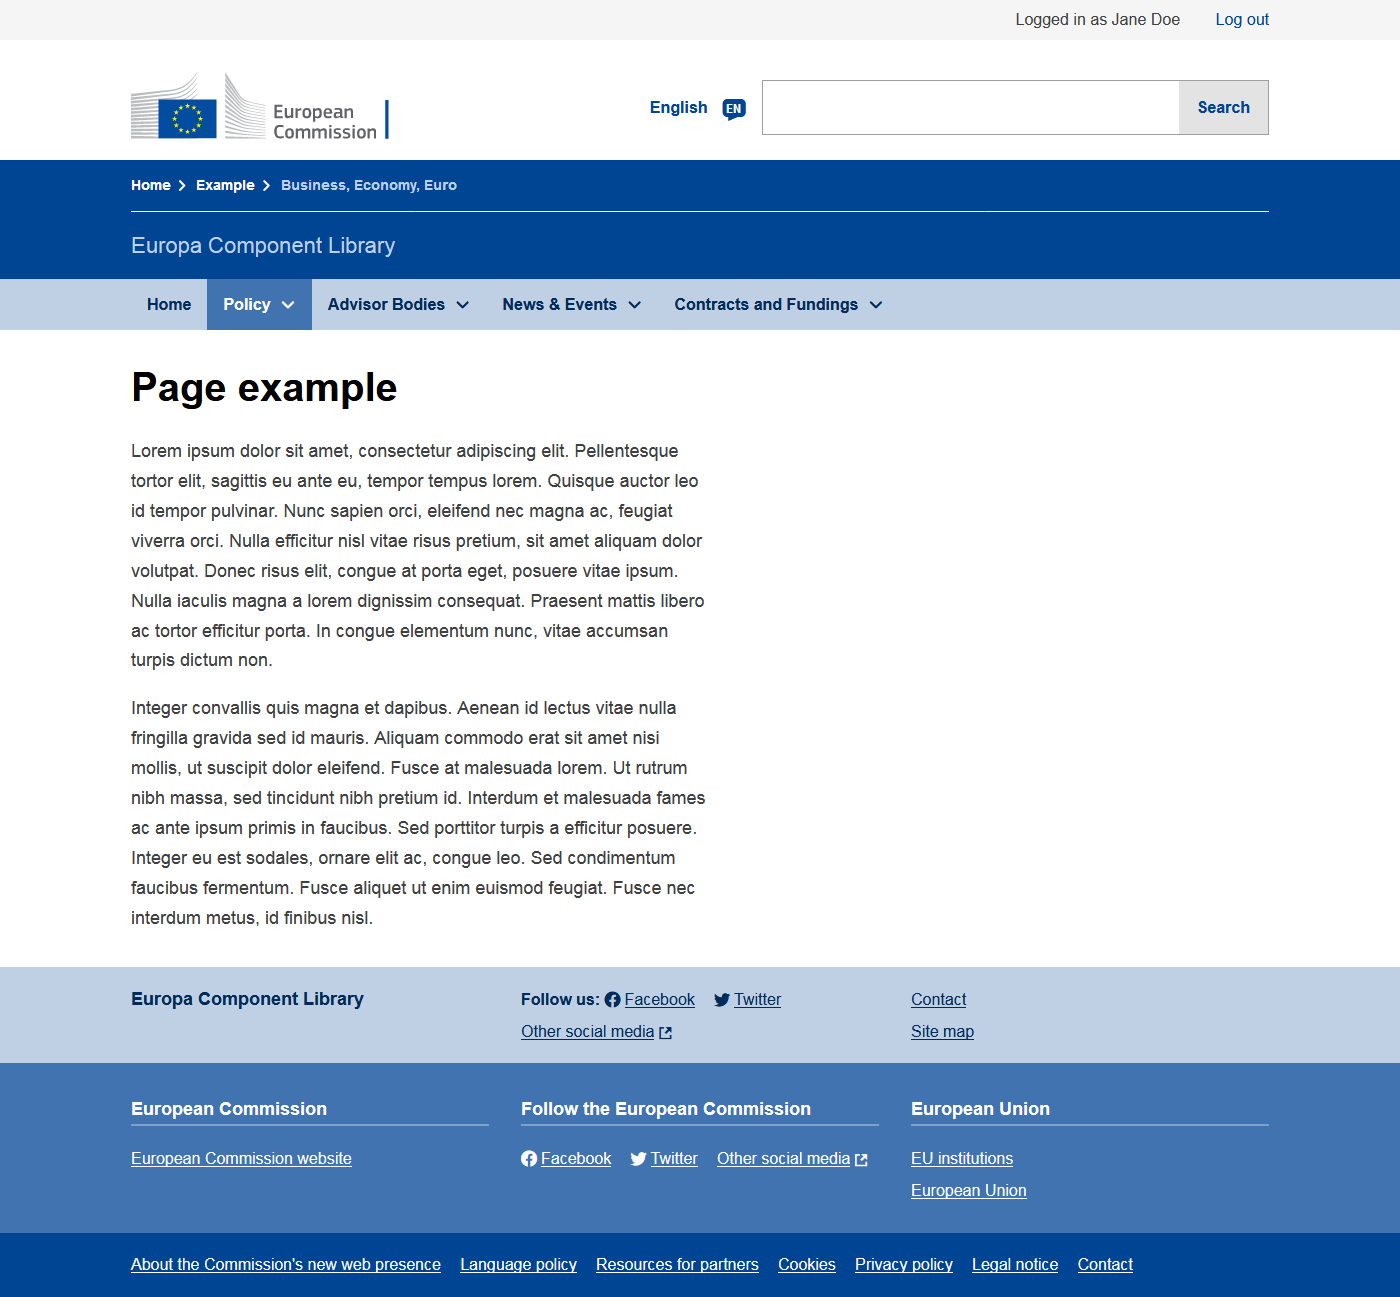 Logged in as Jane Doe Log out
European
Commission
English EN Search
Home Example Business, Economy, Euro
Europa Component Library
Home Policy Advisor Bodies News & Events Contracts and Fundings
Page example
Lorem ipsum dolor sit amet, consectetur adipiscing elit. Pellentesque
tortor elit, sagittis eu ante eu, tempor tempus lorem. Quisque auctor leo
id tempor pulvinar. Nunc sapien orci, eleifend nec magna ac, feugiat
viverra orci. Nulla efficitur nisl vitae risus pretium, sit amet aliquam dolor
volutpat. Donec risus elit, congue at porta eget, posuere vitae ipsum.
Nulla iaculis magna a lorem dignissim consequat. Praesent mattis libero
ac tortor efficitur porta. In congue elementum nunc, vitae accumsan
turpis dictum non.
Integer convallis quis magna et dapibus. Aenean id lectus vitae nulla
fringilla gravida sed id mauris. Aliquam commodo erat sit amet nisi
mollis, ut suscipit dolor eleifend. Fusce at malesuada lorem. Ut rutrum
nibh massa, sed tincidunt nibh pretium id. Interdum et malesuada fames
ac ante ipsum primis in faucibus. Sed porttitor turpis a efficitur posuere.
Integer eu est sodales, ornare elit ac, congue leo. Sed condimentum
faucibus fermentum. Fusce aliquet ut enim euismod feugiat. Fusce nec
interdum metus, id finibus nisl.
Europa Component Library
Follow us: Facebook Twitter
Other social media
Contact
Site map
European Commission
European Commission website
Follow the European Commission
Facebook Twitter Other social media
European Union
EU institutions
European Union
About the Commission's new web presence Language policy Resources for partners Cookies Privacy policy Legal notice Contact